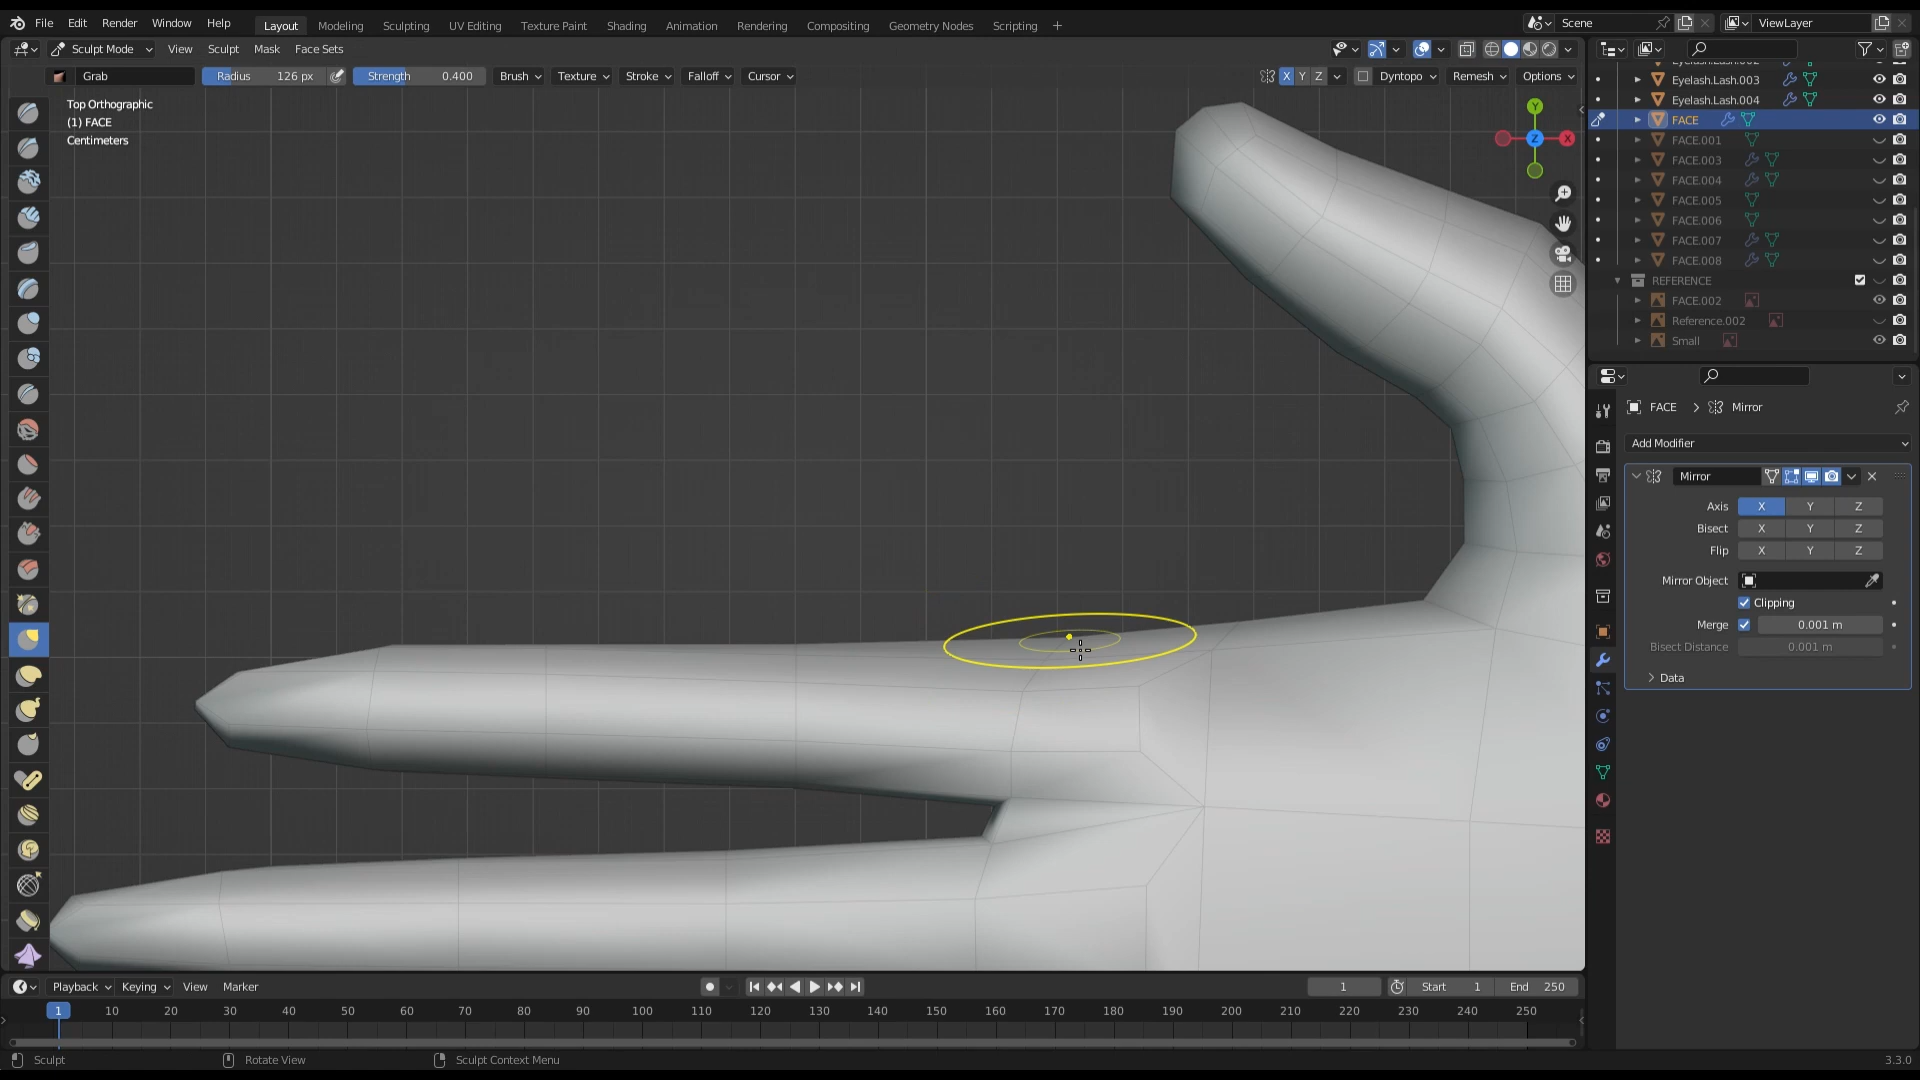 File Edit Render Window Help Layout Modeling Sculpting UV Editing Texture Paint Shading Animation Rendering Compositing Geometry Nodes Scripting + Scene ViewLayer
Sculpt Mode View Sculpt Mask Face Sets
Grab Radius 126 px Strength 0.400 Brush Texture Stroke Falloff Cursor X Y Z Dyntopo Remesh Options
Top Orthographic
(1) FACE
Centimeters
Y
Z
X
Eyelash.Lash.002
Eyelash.Lash.003
Eyelash.Lash.004
FACE
FACE.001
FACE.003
FACE.004
FACE.005
FACE.006
FACE.007
FACE.008
REFERENCE
FACE.002
Reference.002
Small
FACE > Mirror
Add Modifier
Mirror
Axis X Y Z
Bisect X Y Z
Flip X Y Z
Mirror Object
Clipping
Merge 0.001 m
Bisect Distance 0.001 m
> Data
Playback Keying View Marker 1 Start 1 End 250
1 10 20 30 40 50 60 70 80 90 100 110 120 130 140 150 160 170 180 190 200 210 220 230 240 250
Sculpt Rotate View Sculpt Context Menu 3.3.0